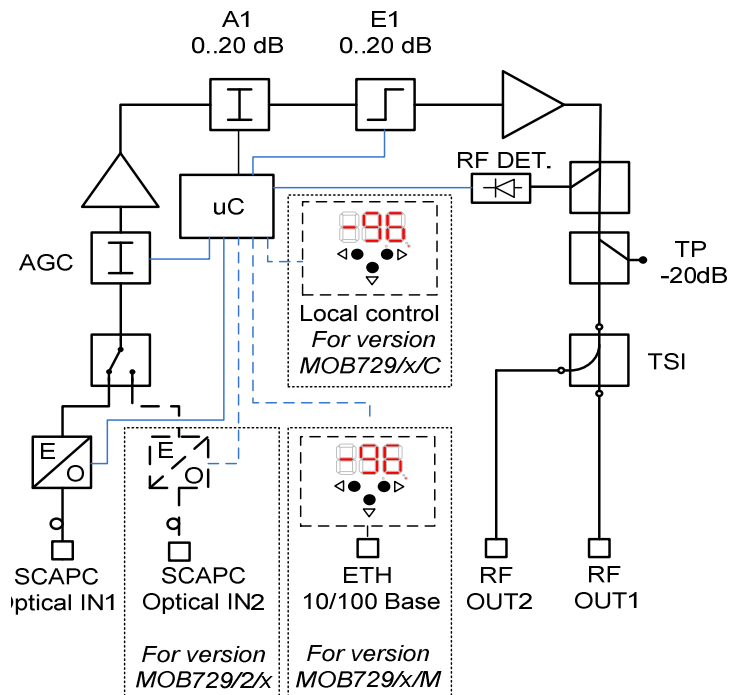 A1
0..20 dB
E1
0..20 dB
RF DET.
uC
-96
AGC
TP
-20dB
Local control
For version
MOB729/x/C
TSI
E
O
E
O
-96
SCAPC
Optical IN1
SCAPC
Optical IN2
ETH
10/100 Base
RF
OUT2
RF
OUT1
For version
MOB729/2/x
For version
MOB729/x/M